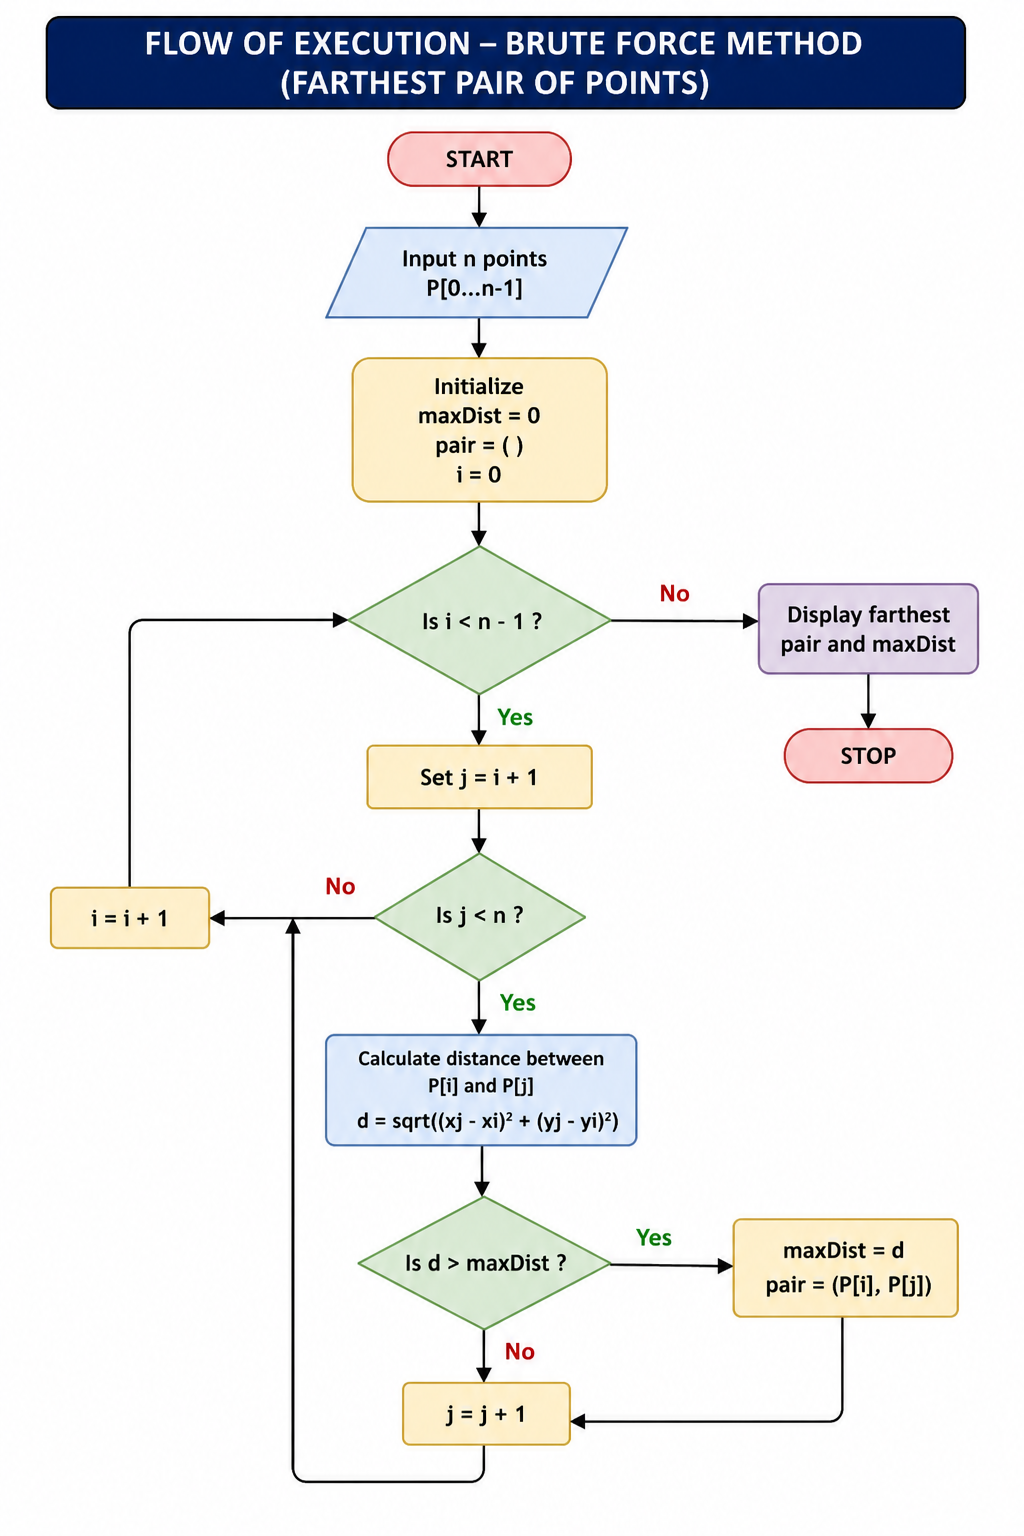 FLOW OF EXECUTION – BRUTE FORCE METHOD
(FARTHEST PAIR OF POINTS)
START
Input n points
P[0...n-1]
Initialize
maxDist = 0
pair = ( )
i = 0
Is i < n - 1 ?
No
Display farthest
pair and maxDist
STOP
Yes
Set j = i + 1
Is j < n ?
No
i = i + 1
Yes
Calculate distance between
P[i] and P[j]
d = sqrt((xj - xi)² + (yj - yi)²)
Is d > maxDist ?
Yes
maxDist = d
pair = (P[i], P[j])
No
j = j + 1